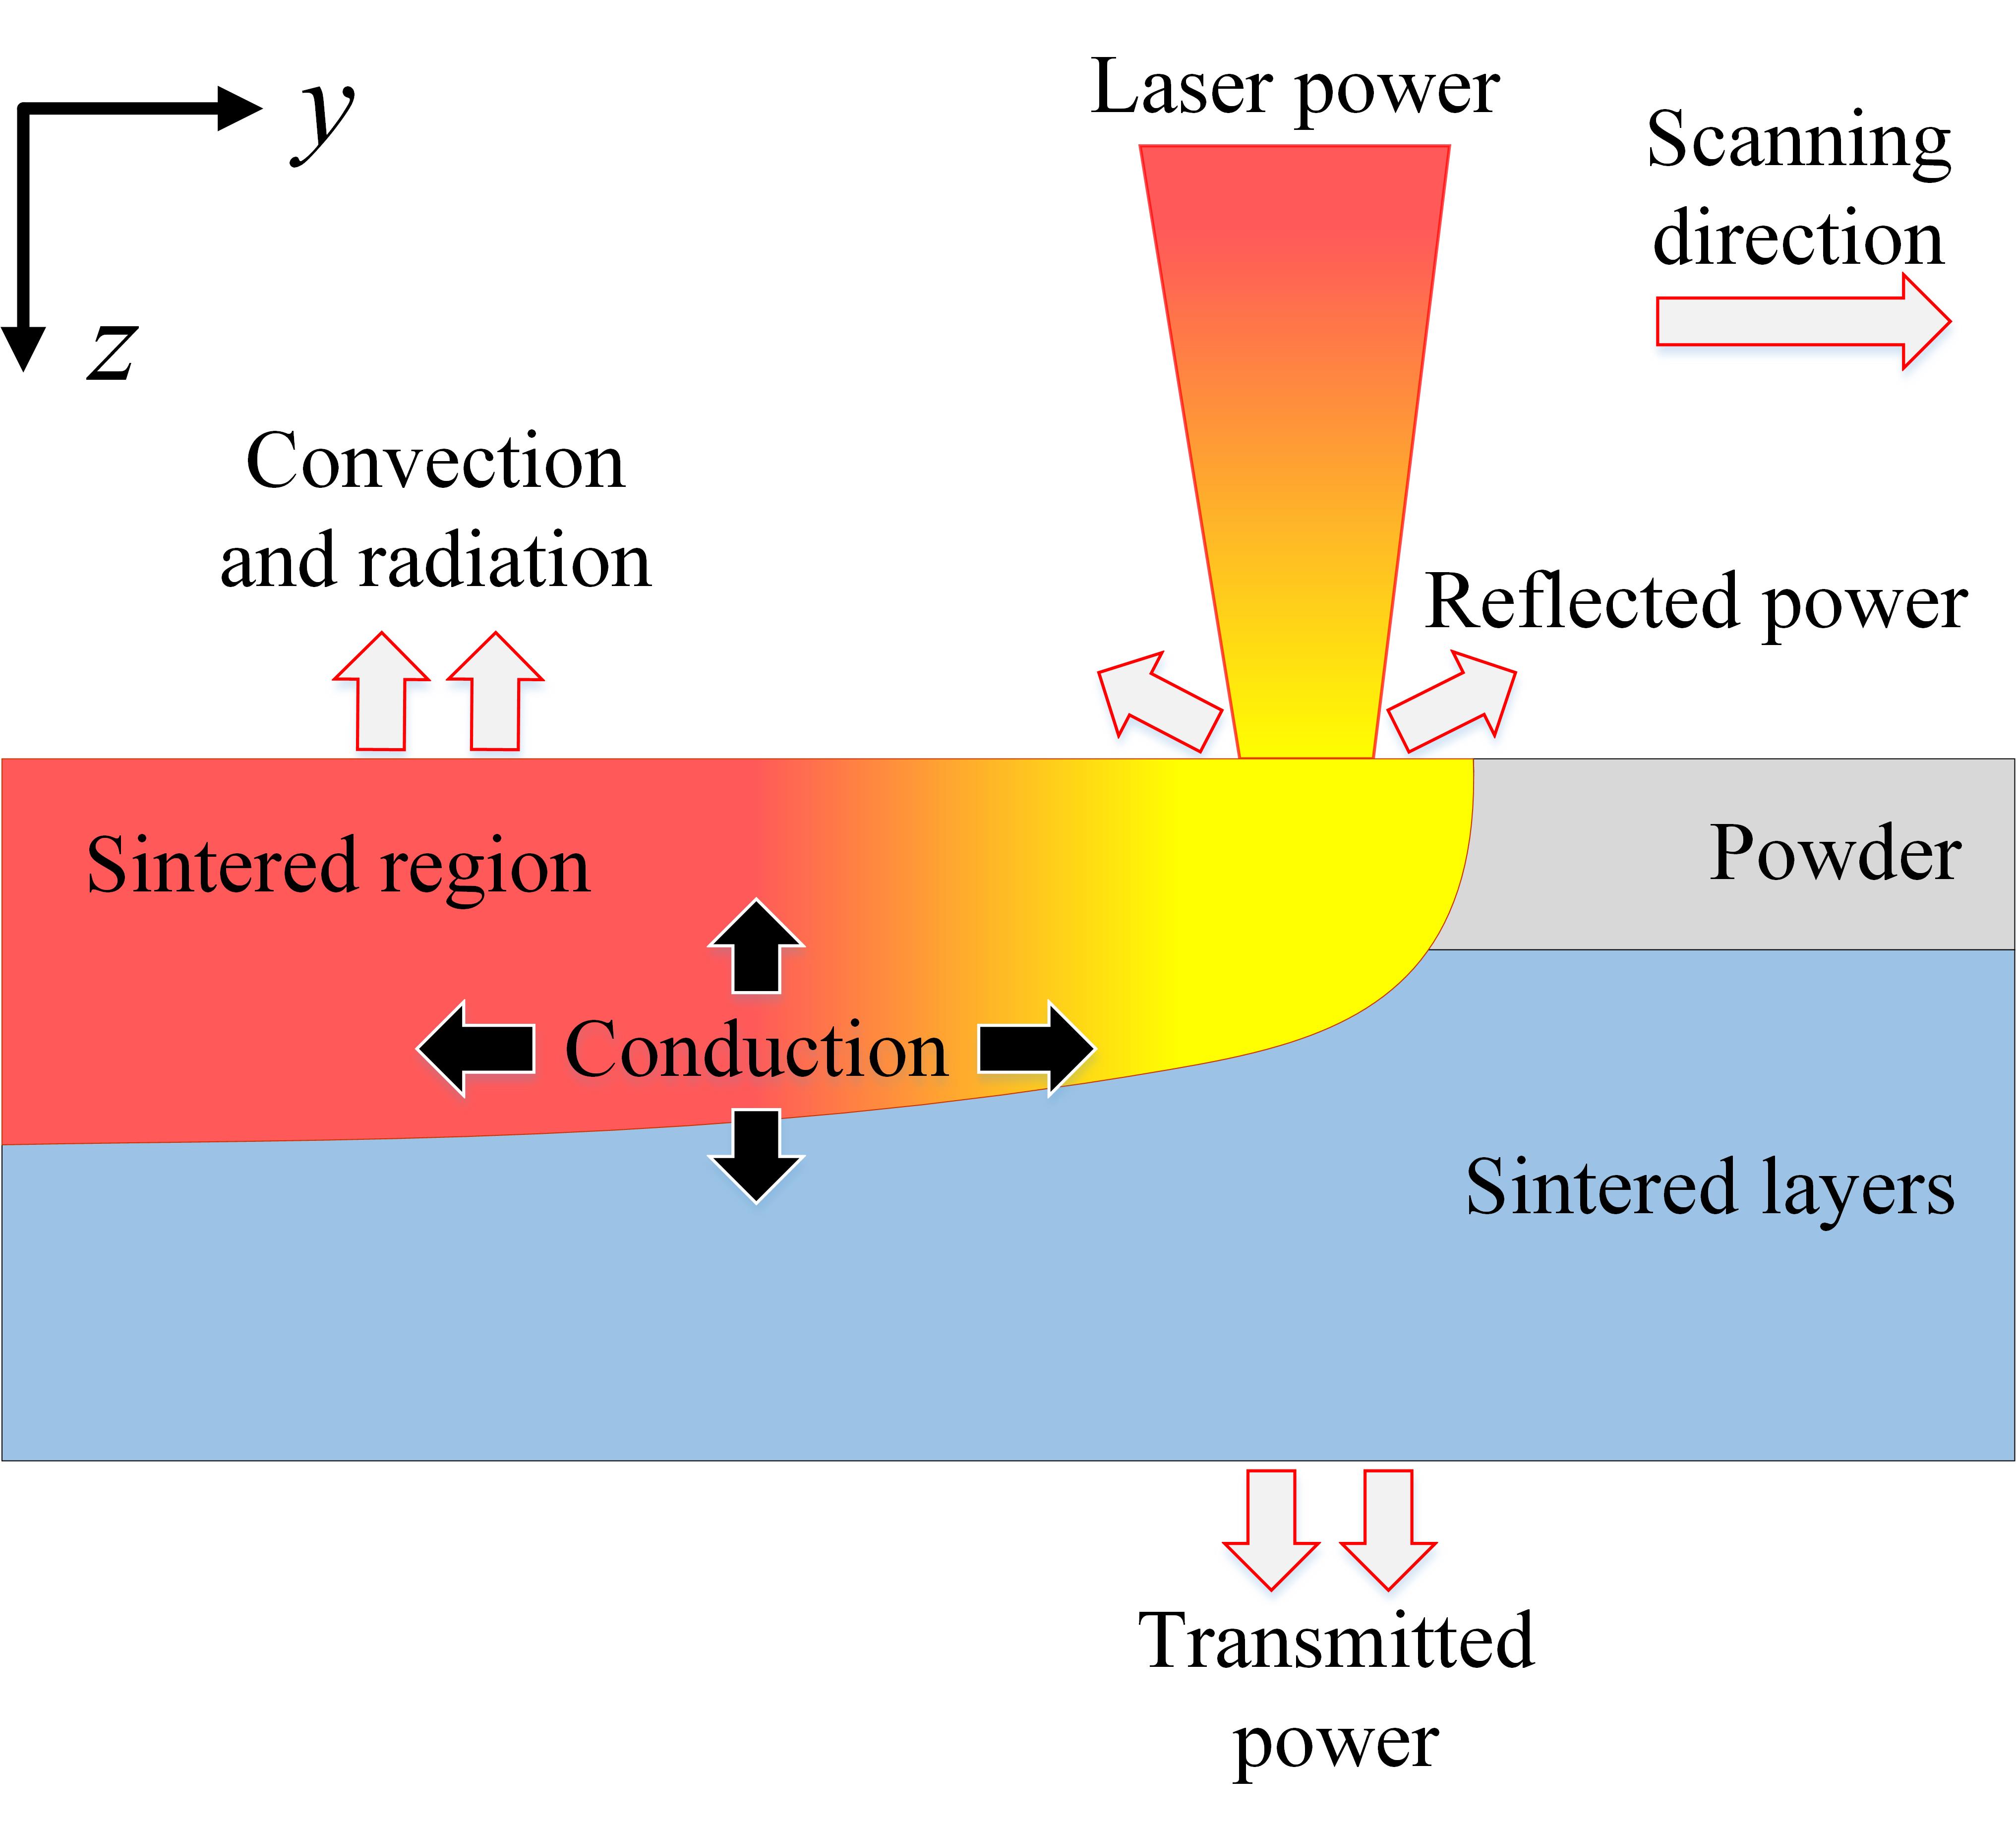 Laser power
y
Scanning
direction
z
Convection
and radiation
Reflected power
Sintered region
Powder
Conduction
Sintered layers
Transmitted
power